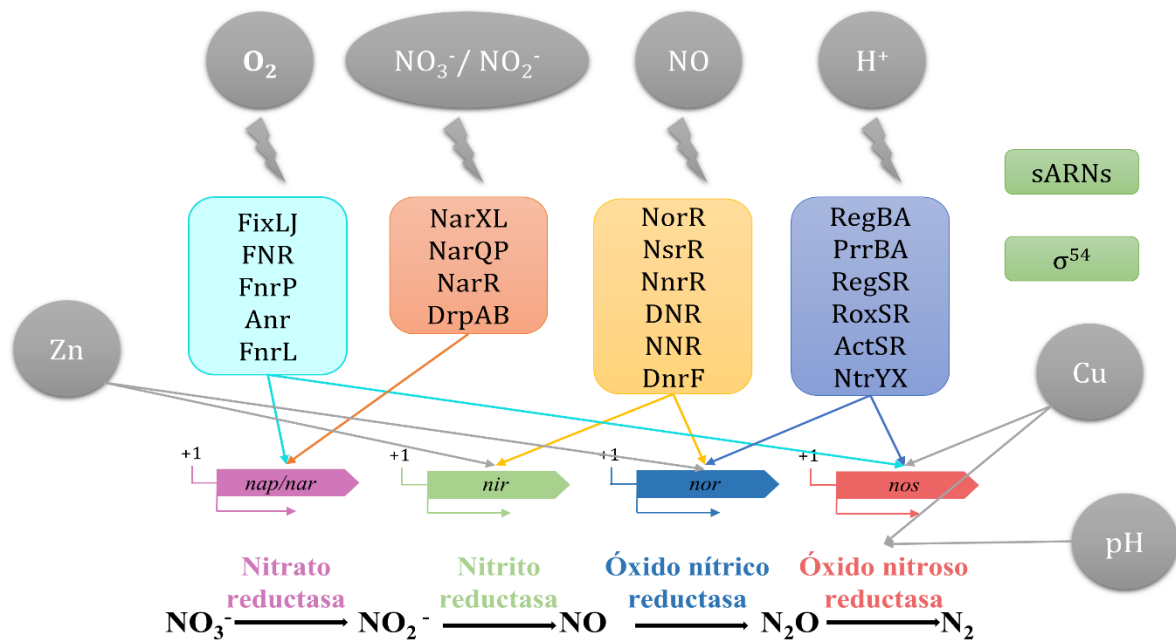 O₂
NO₃⁻/ NO₂⁻
NO
H⁺
sARNs
σ⁵⁴
FixLJ
FNR
FnrP
Anr
FnrL
NarXL
NarQP
NarR
DrpAB
NorR
NsrR
NnrR
DNR
NNR
DnrF
RegBA
PrrBA
RegSR
RoxSR
ActSR
NtrYX
Zn
Cu
pH
+1
nap/nar
+1
nir
+1
nor
+1
nos
Nitrato
reductasa
Nitrito
reductasa
Óxido nítrico
reductasa
Óxido nitroso
reductasa
NO₃⁻ NO₂⁻ NO N₂O N₂